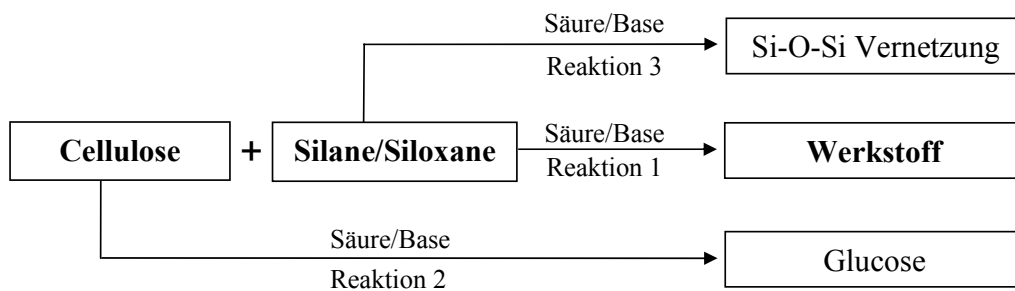 Säure/Base
Reaktion 3
Si-O-Si Vernetzung
Cellulose + Silane/Siloxane
Säure/Base
Reaktion 1
Werkstoff
Säure/Base
Reaktion 2
Glucose